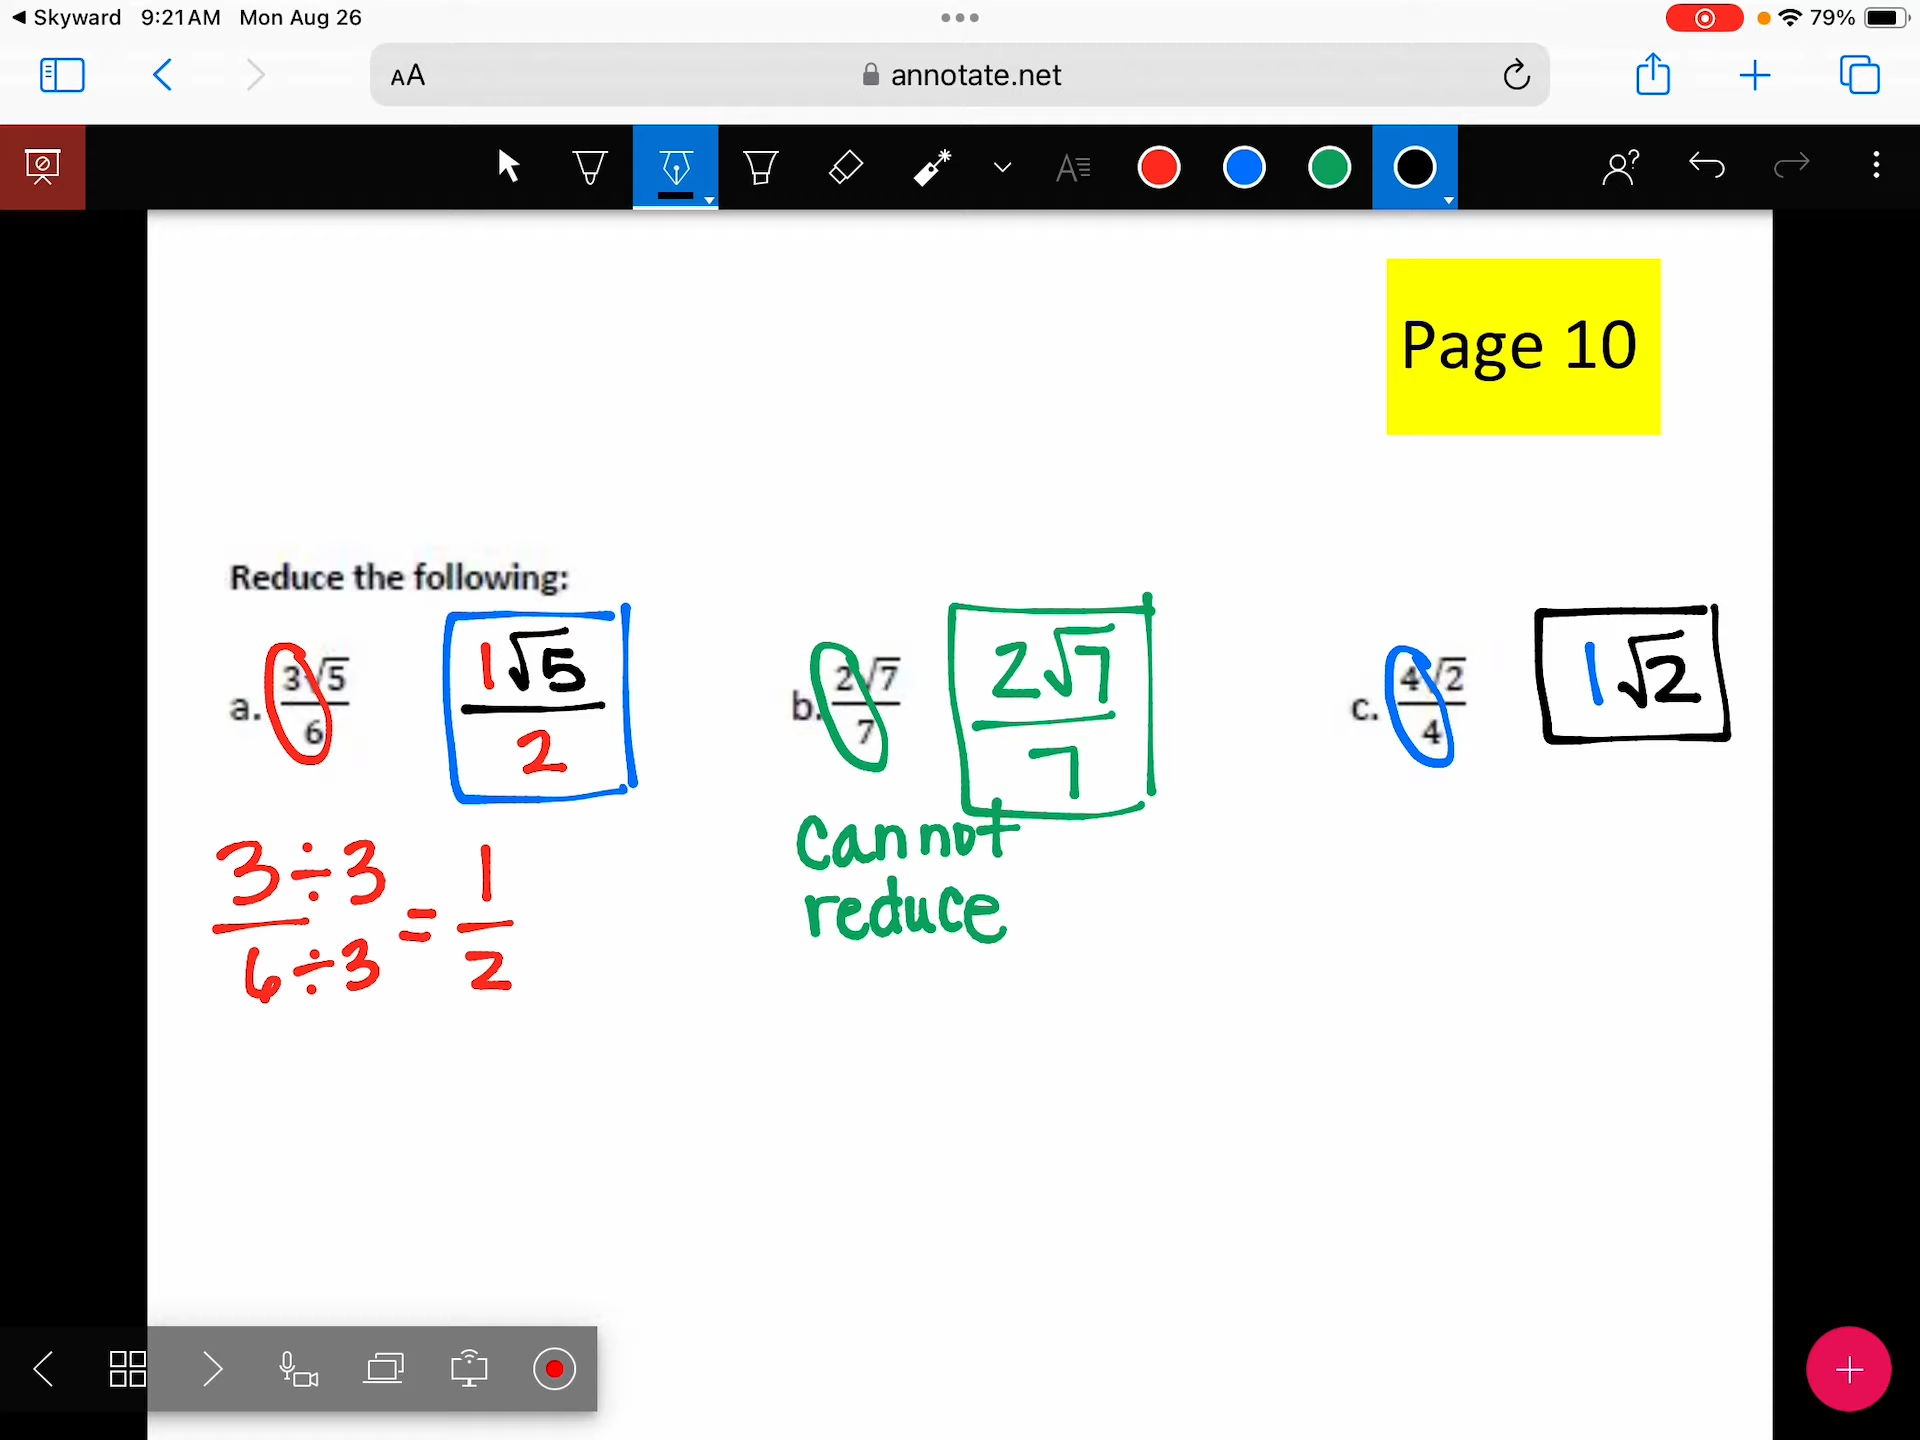 Skyward 9:21 AM Mon Aug 26
79%
AA
annotate.net
A
Page 10
Reduce the following:
a. 3√5/6
1√5/2
b. 2√7/7
2√7/7
c. 4√2/4
1√2
3÷3/6÷3 = 1/2
cannot
reduce